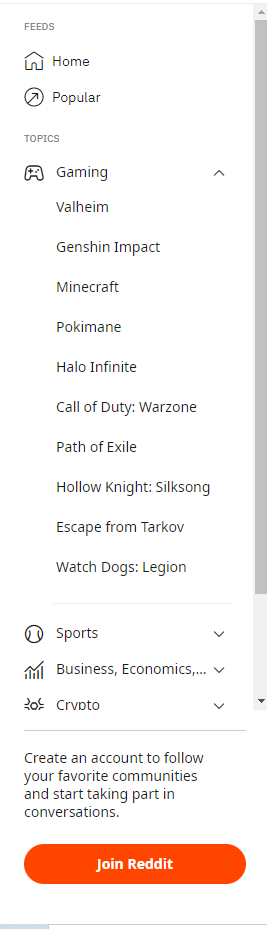 FEEDS
Home
Popular
TOPICS
Gaming
Valheim
Genshin Impact
Minecraft
Pokimane
Halo Infinite
Call of Duty: Warzone
Path of Exile
Hollow Knight: Silksong
Escape from Tarkov
Watch Dogs: Legion
Sports
Business, Economics,...
Crypto
Create an account to follow
your favorite communities
and start taking part in
conversations.
Join Reddit